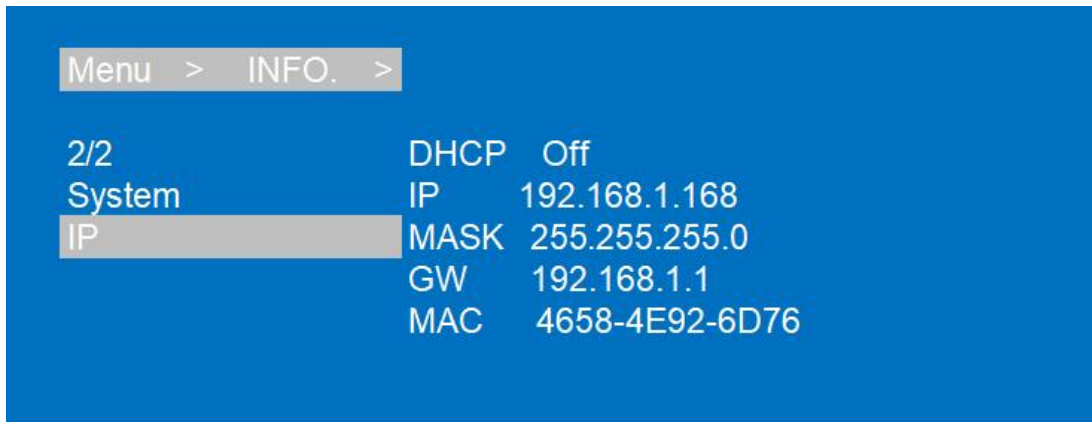 Menu > INFO. >
2/2
System
IP
DHCP Off
IP 192.168.1.168
MASK 255.255.255.0
GW 192.168.1.1
MAC 4658-4E92-6D76